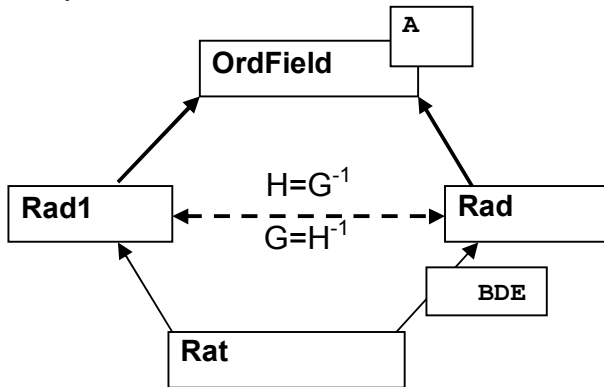 A
OrdField
H=G-1
Rad1
Rad
G=H-1
BDE
Rat